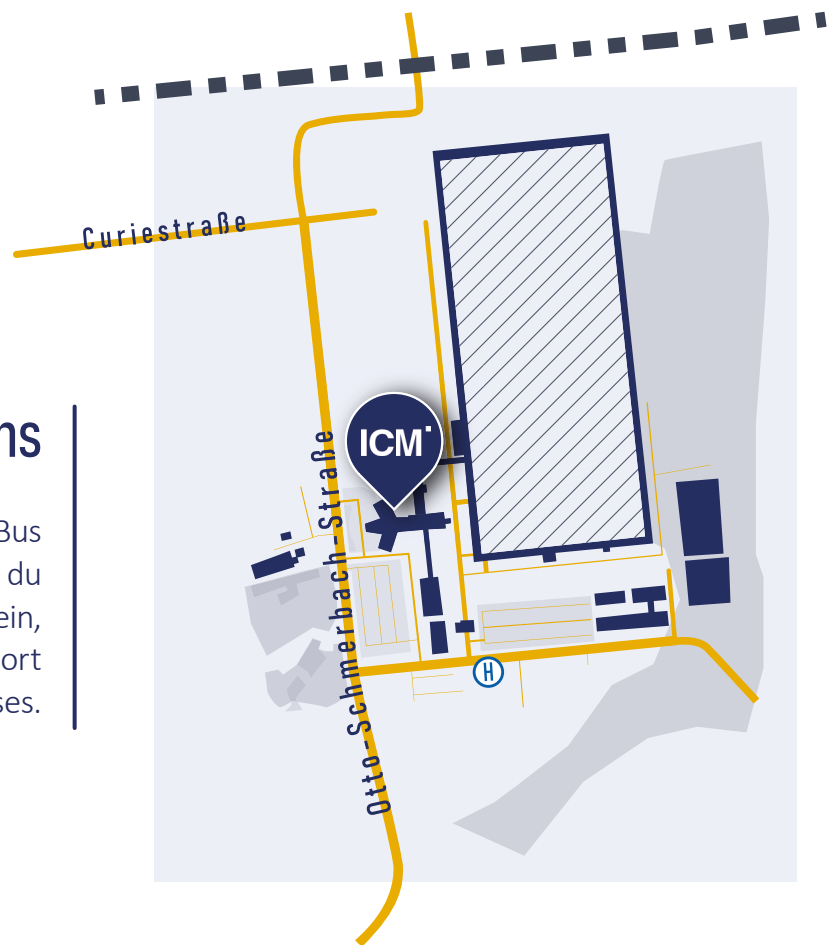 Curiestraße
ns
ICM
Bus
du
ein,
Otto-Schmerbach-Straße
ort
ses.
H